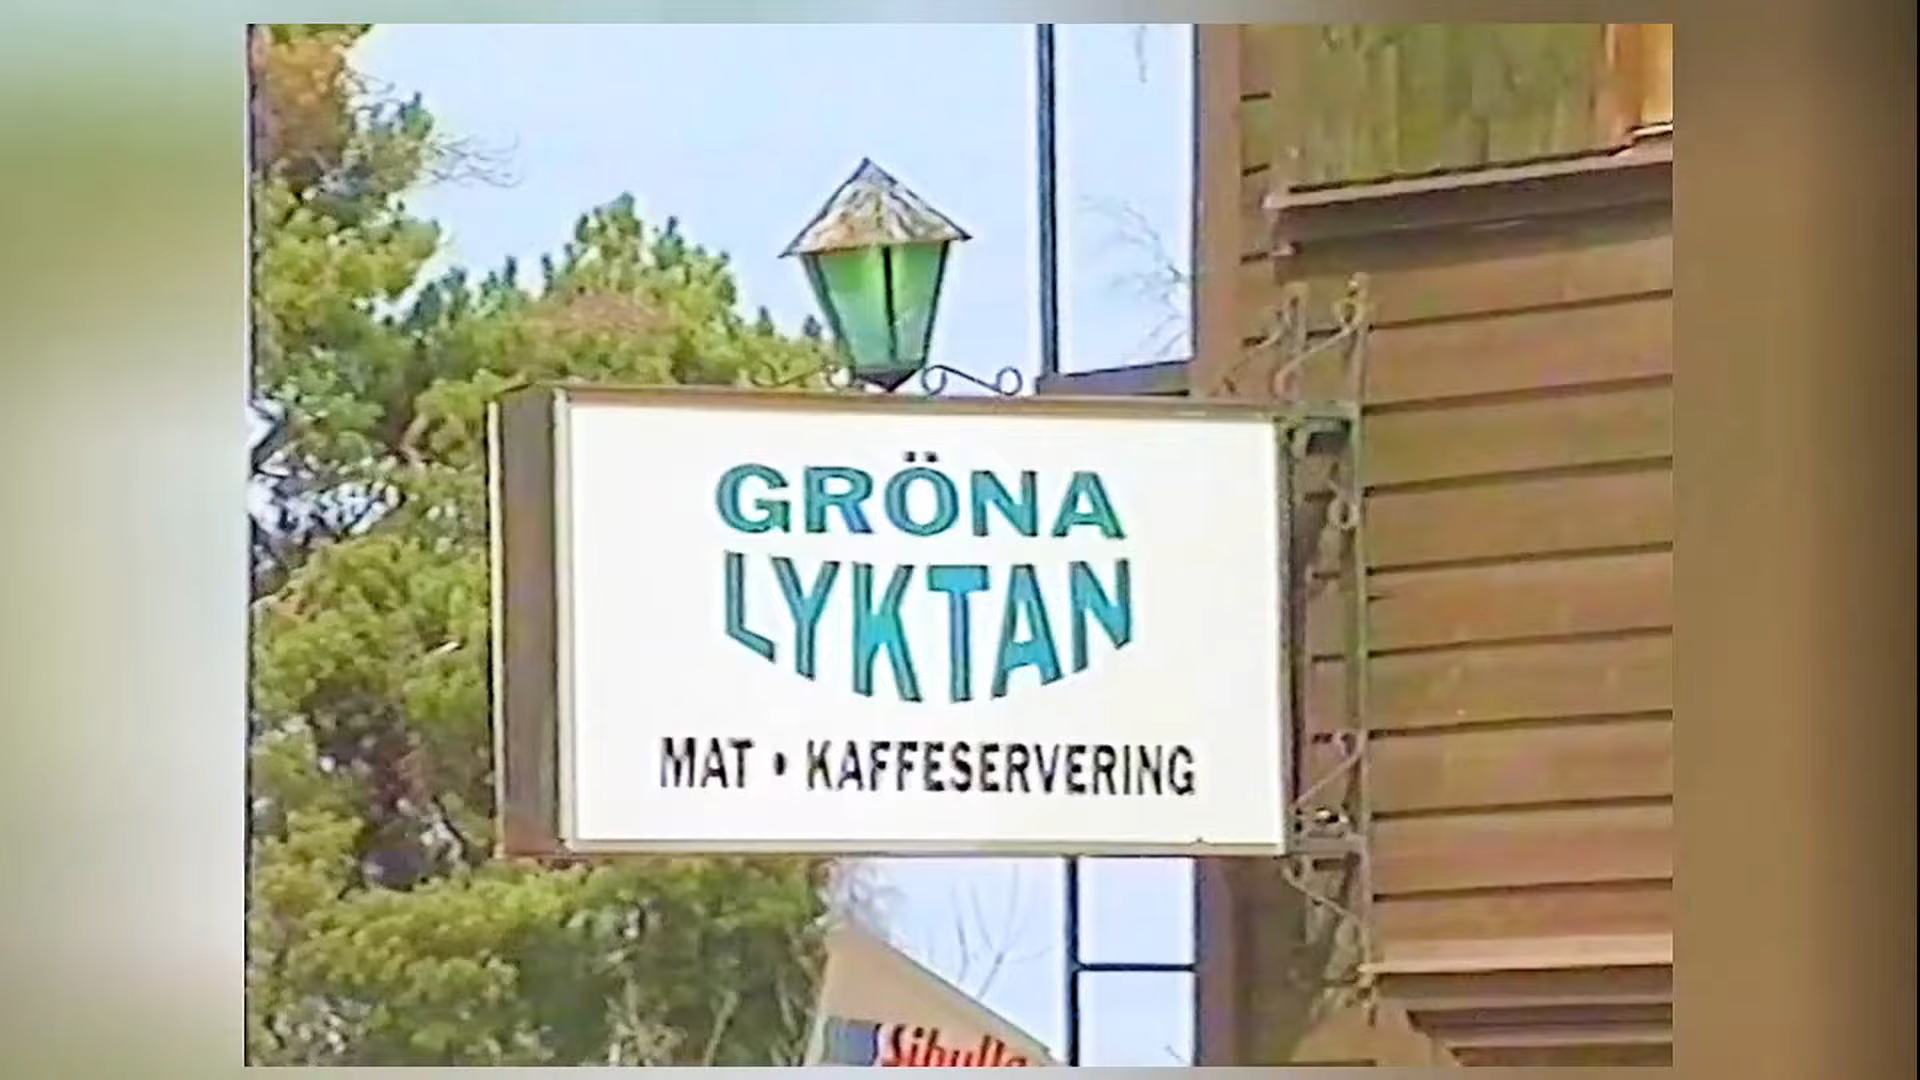 GRÖNA
LYKTAN
MAT • KAFFESERVERING
Sibylla